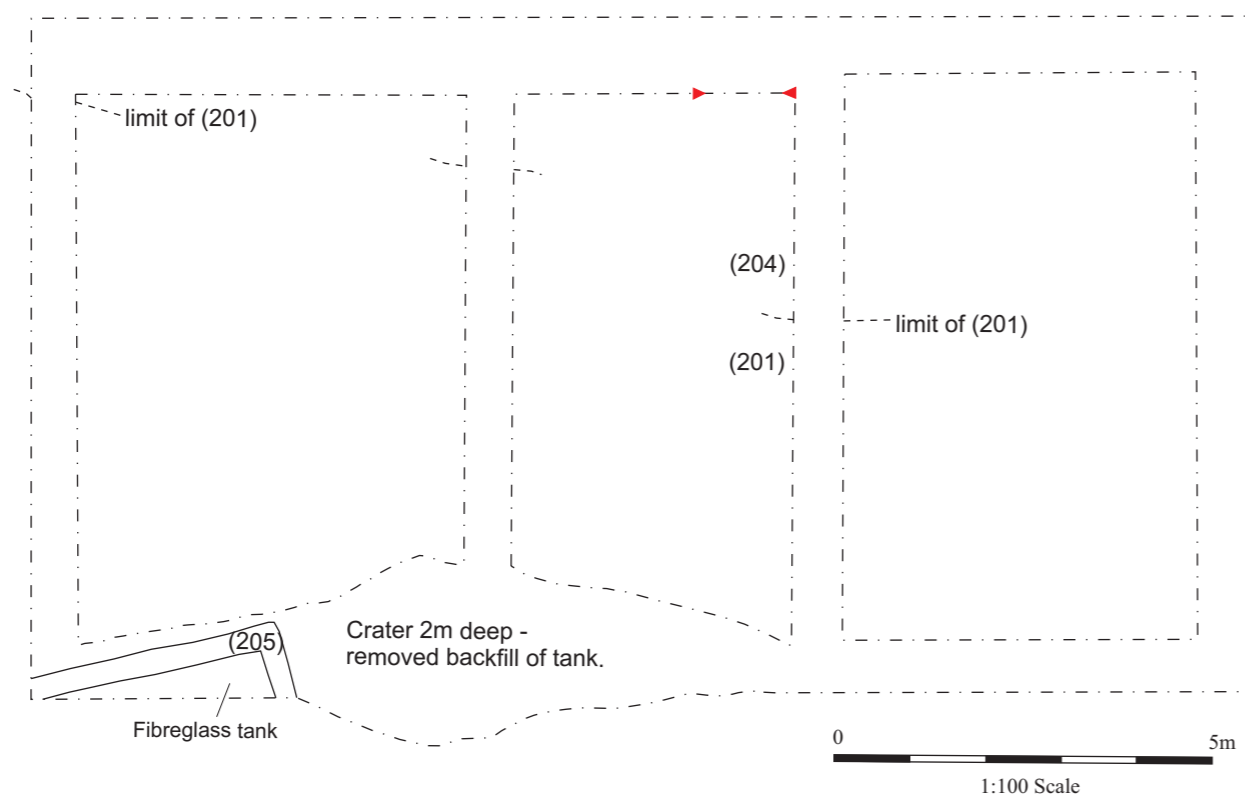 limit of (201)
(204)
limit of (201)
(201)
(205)
Crater 2m deep -
removed backfill of tank.
Fibreglass tank
0
5m
1:100 Scale